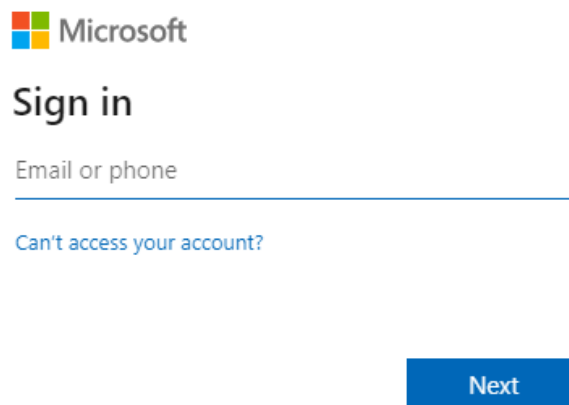 Microsoft
Sign in
Email or phone
Can't access your account?
Next